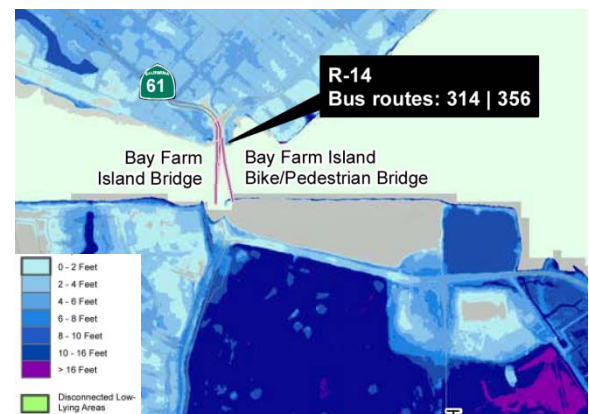 CALIFORNIA
61
R-14
Bus routes: 314 | 356
Bay Farm
Island Bridge
Bay Farm Island
Bike/Pedestrian Bridge
0 - 2 Feet
2 - 4 Feet
4 - 6 Feet
6 - 8 Feet
8 - 10 Feet
10 - 16 Feet
> 16 Feet
Disconnected Low-
Lying Areas